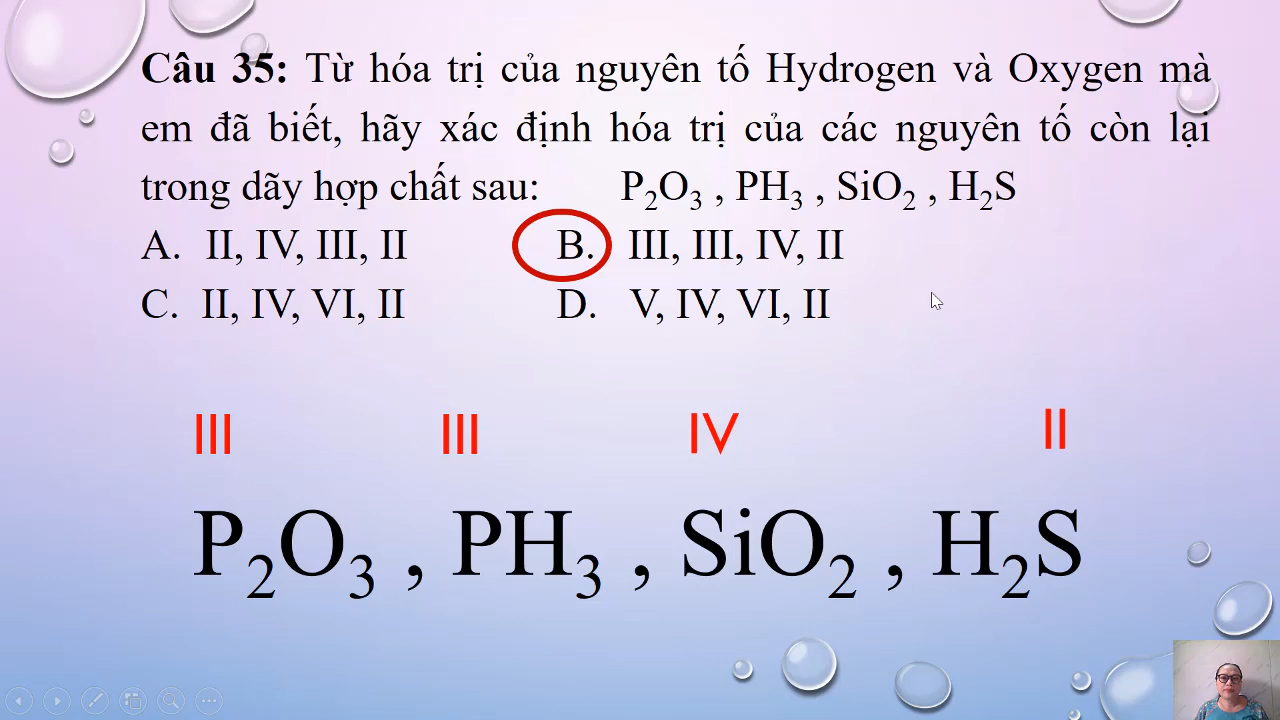 Câu 35: Từ hóa trị của nguyên tố Hydrogen và Oxygen mà
em đã biết, hãy xác định hóa trị của các nguyên tố còn lại
trong dãy hợp chất sau: P₂O₃ , PH₃ , SiO₂ , H₂S
A. II, IV, III, II B. III, III, IV, II
C. II, IV, VI, II D. V, IV, VI, II
III III IV II
P₂O₃ , PH₃ , SiO₂ , H₂S